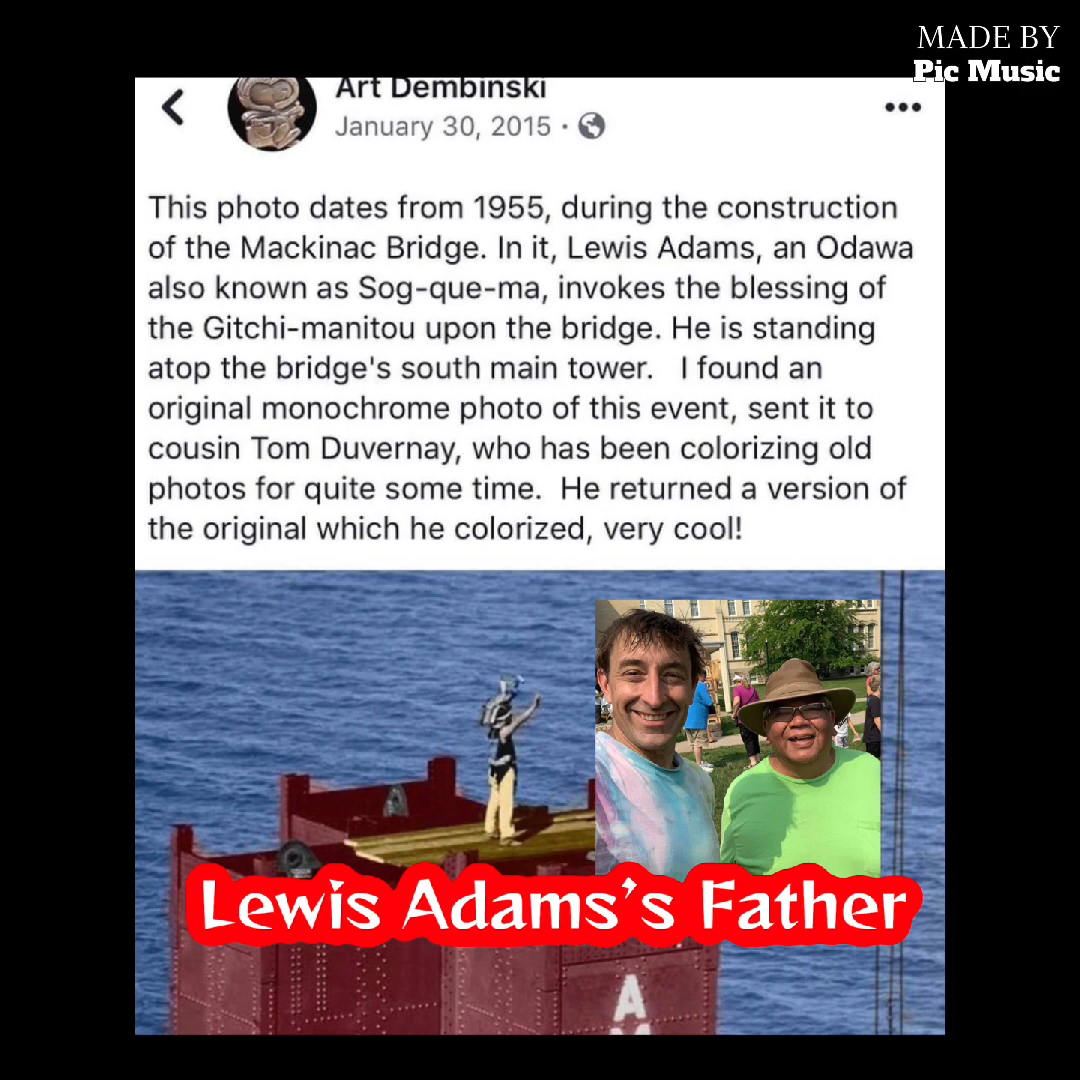 MADE BY
Pic Music
Art Dembinski
January 30, 2015 ·
This photo dates from 1955, during the construction
of the Mackinac Bridge. In it, Lewis Adams, an Odawa
also known as Sog-que-ma, invokes the blessing of
the Gitchi-manitou upon the bridge. He is standing
atop the bridge's south main tower. I found an
original monochrome photo of this event, sent it to
cousin Tom Duvernay, who has been colorizing old
photos for quite some time. He returned a version of
the original which he colorized, very cool!
Lewis Adams's Father
A